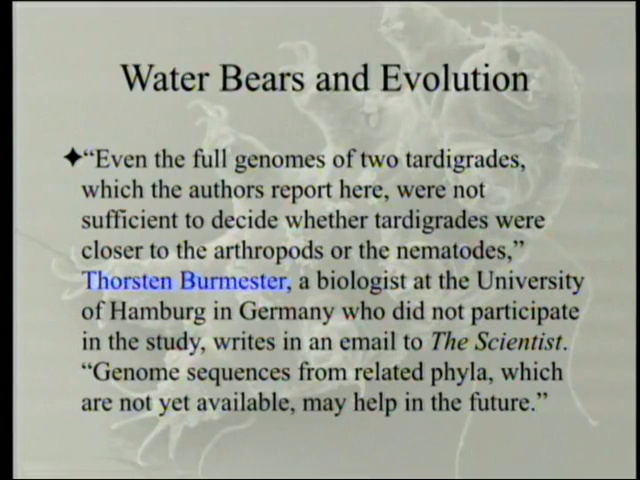 Water Bears and Evolution
✦“Even the full genomes of two tardigrades,
which the authors report here, were not
sufficient to decide whether tardigrades were
closer to the arthropods or the nematodes,”
Thorsten Burmester, a biologist at the University
of Hamburg in Germany who did not participate
in the study, writes in an email to The Scientist.
“Genome sequences from related phyla, which
are not yet available, may help in the future.”